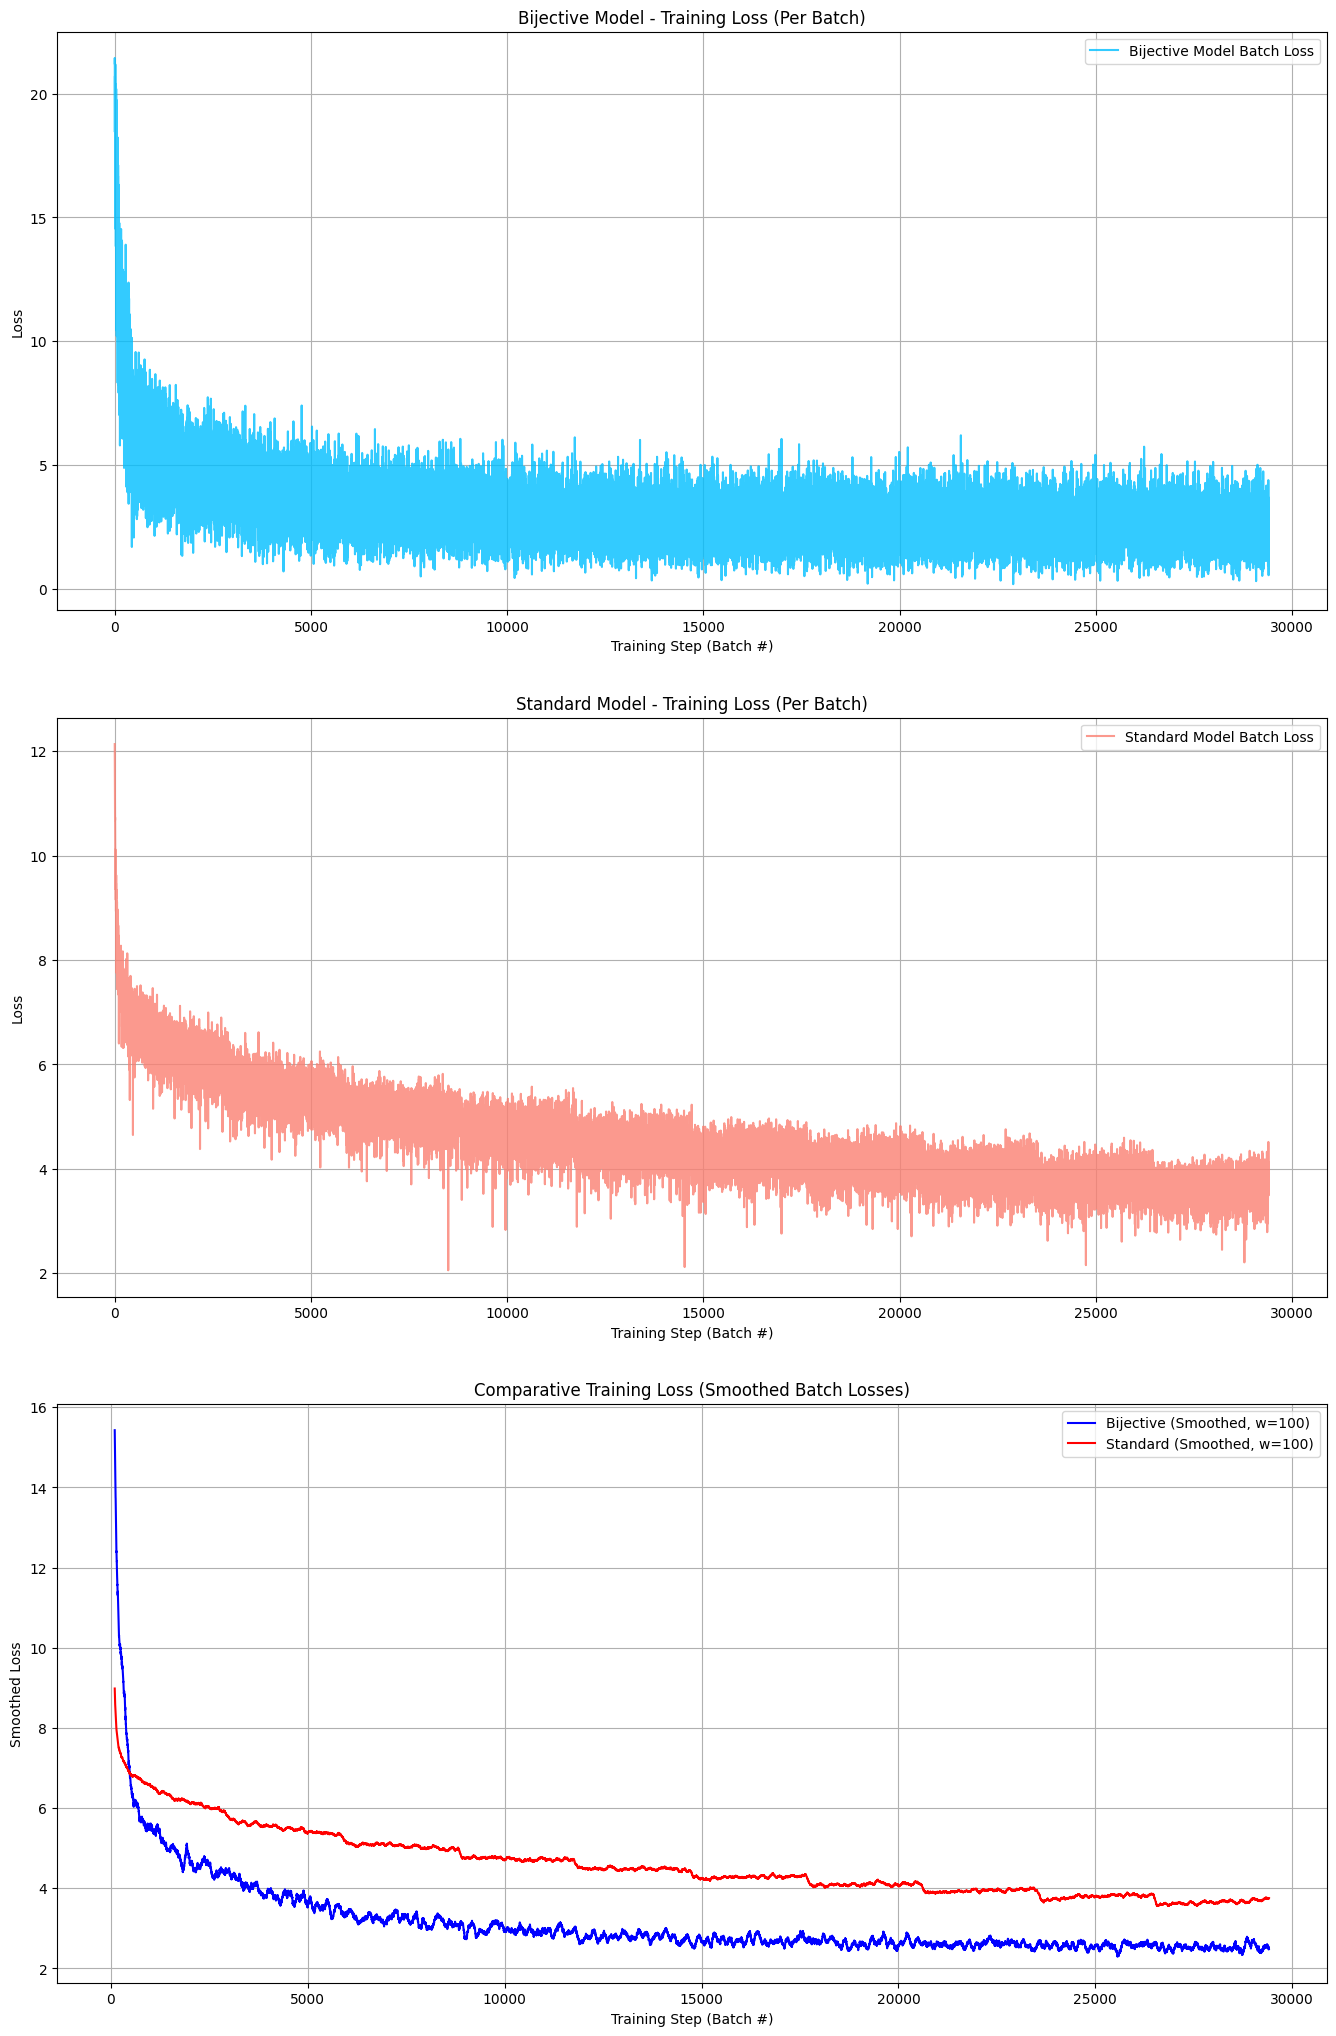 Bijective Model - Training Loss (Per Batch)
Bijective Model Batch Loss
Loss
20
15
10
5
0
0 5000 10000 15000 20000 25000 30000
Training Step (Batch #)
Standard Model - Training Loss (Per Batch)
Standard Model Batch Loss
Loss
12
10
8
6
4
2
0 5000 10000 15000 20000 25000 30000
Training Step (Batch #)
Comparative Training Loss (Smoothed Batch Losses)
Bijective (Smoothed, w=100)
Standard (Smoothed, w=100)
Smoothed Loss
16
14
12
10
8
6
4
2
0 5000 10000 15000 20000 25000 30000
Training Step (Batch #)